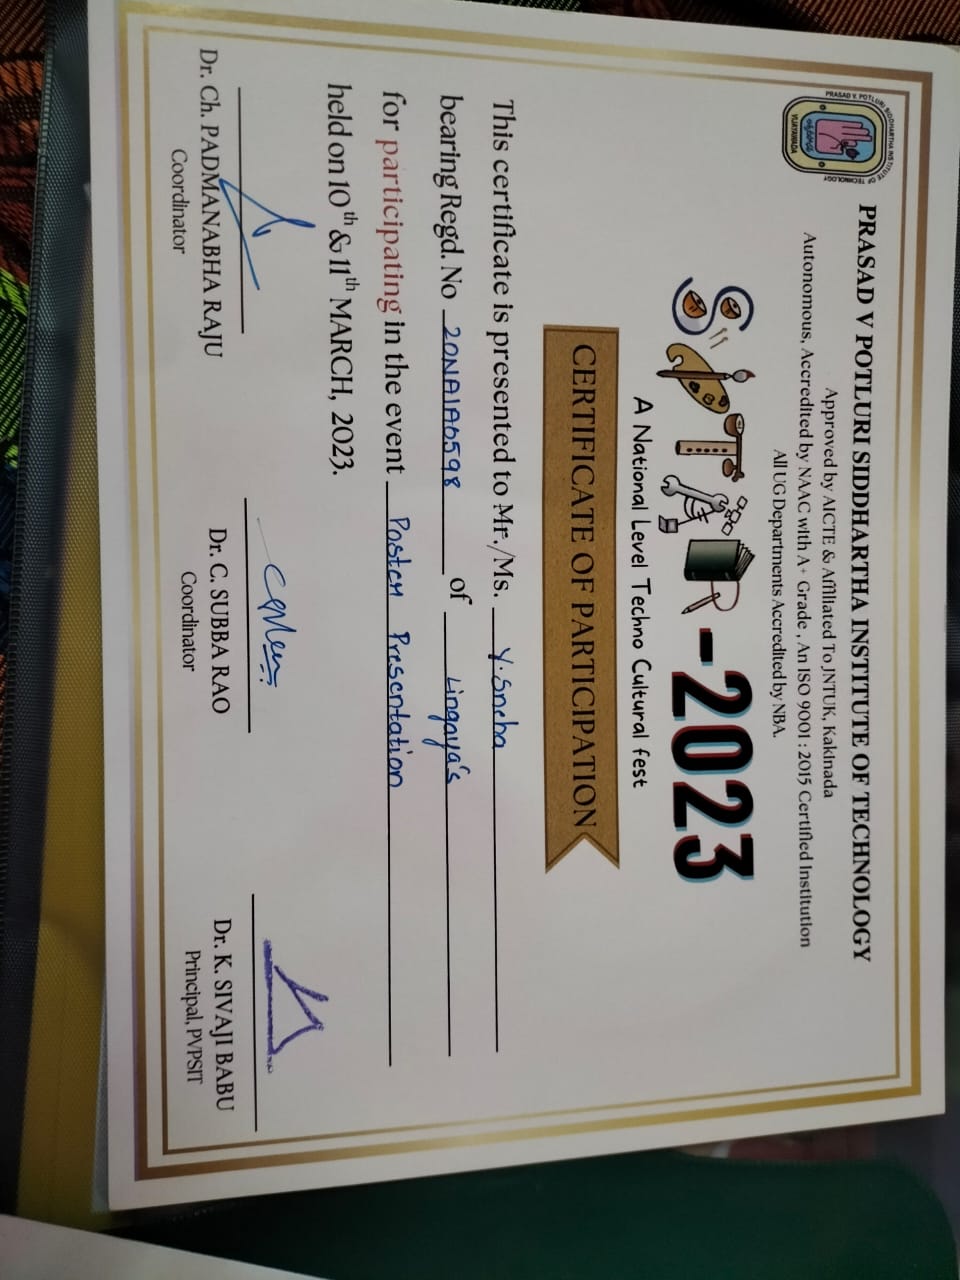 PRASAD V POTLURI SIDDHARTHA INSTITUTE OF TECHNOLOGY
VIJAYAWADA
PRASAD V POTLURI SIDDHARTHA INSTITUTE OF TECHNOLOGY
Approved by AICTE & Affiliated To JNTUK, Kakinada
Autonomous, Accredited by NAAC with A+ Grade , An ISO 9001 : 2015 Certified Institution
All UG Departments Accredited by NBA.
SITAR-2023
A National Level Techno Cultural fest
CERTIFICATE OF PARTICIPATION
This certificate is presented to Mr./Ms. Y. Sneha
bearing Regd. No 20NA1A0598 of Lingaya's
for participating in the event Poster Presentation
held on 10th & 11th MARCH, 2023.
Dr. Ch. PADMANABHA RAJU
Coordinator
Dr. C. SUBBA RAO
Coordinator
Dr. K. SIVAJI BABU
Principal, PVPSIT